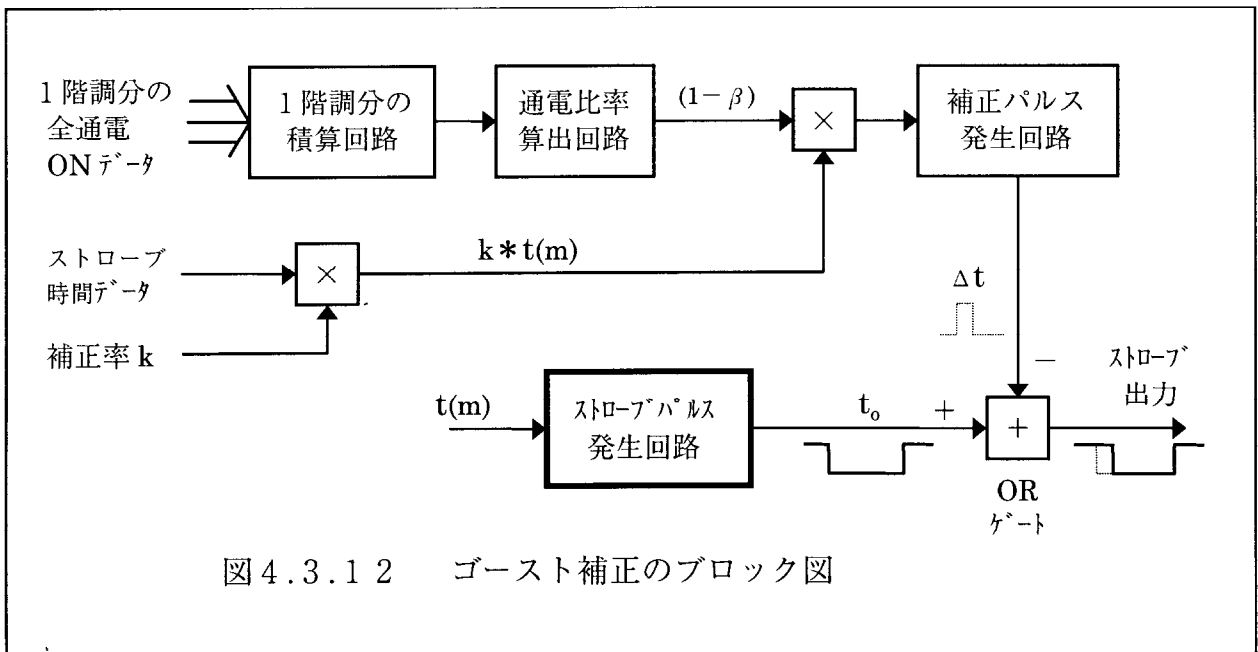 1階調分の
全通電
ONデータ
1階調分の
積算回路
通電比率
算出回路
(1-β)
×
補正パルス
発生回路
ストローブ
時間データ
×
k*t(m)
補正率k
Δt
−
ストローブ
出力
t(m)
ストローブパルス
発生回路
to
+
+
OR
ゲート
図4.3.12 ゴースト補正のブロック図